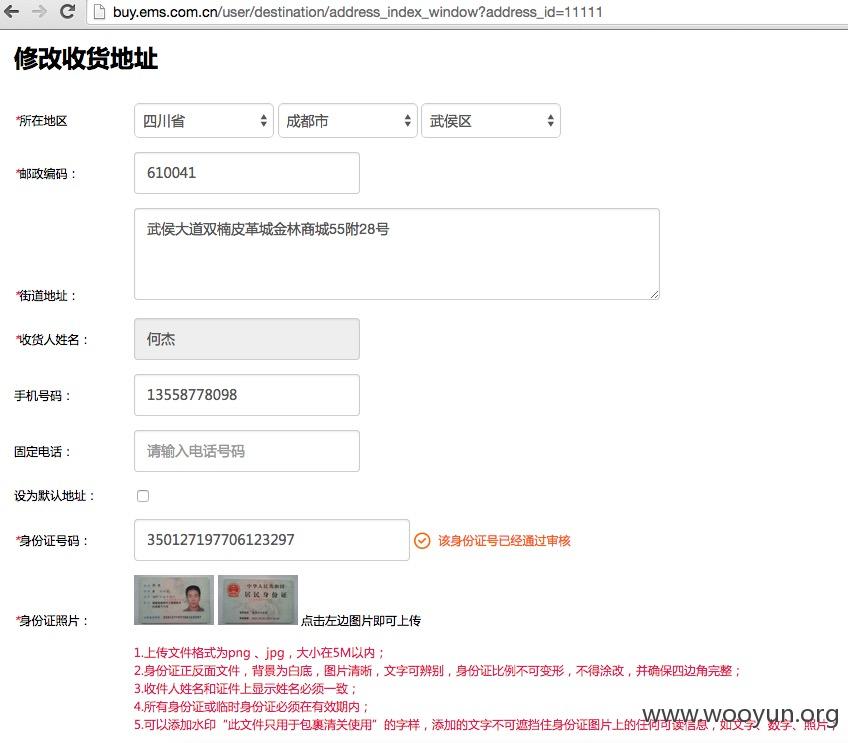 buy.ems.com.cn/user/destination/address_index_window?address_id=11111
修改收货地址
*所在地区 四川省 成都市 武侯区
*邮政编码： 610041
武侯大道双楠皮革城金林商城55附28号
*街道地址：
*收货人姓名： 何杰
手机号码： 13558778098
固定电话： 请输入电话号码
设为默认地址：
*身份证号码： 350127197706123297 该身份证号已经通过审核
中华人民共和国
居民身份证
*身份证照片： 点击左边图片即可上传
1.上传文件格式为png 、jpg，大小在5M以内；
2.身份证正反面文件，背景为白底，图片清晰，文字可辨别，身份证比例不可变形，不得涂改，并确保四边角完整；
3.收件人姓名和证件上显示姓名必须一致；
4.所有身份证或临时身份证必须在有效期内；
5.可以添加水印“此文件只用于包裹清关使用”的字样，添加的文字不可遮挡住身份证图片上的任何可读信息，如文字、数字、照片；
www.wooyun.org